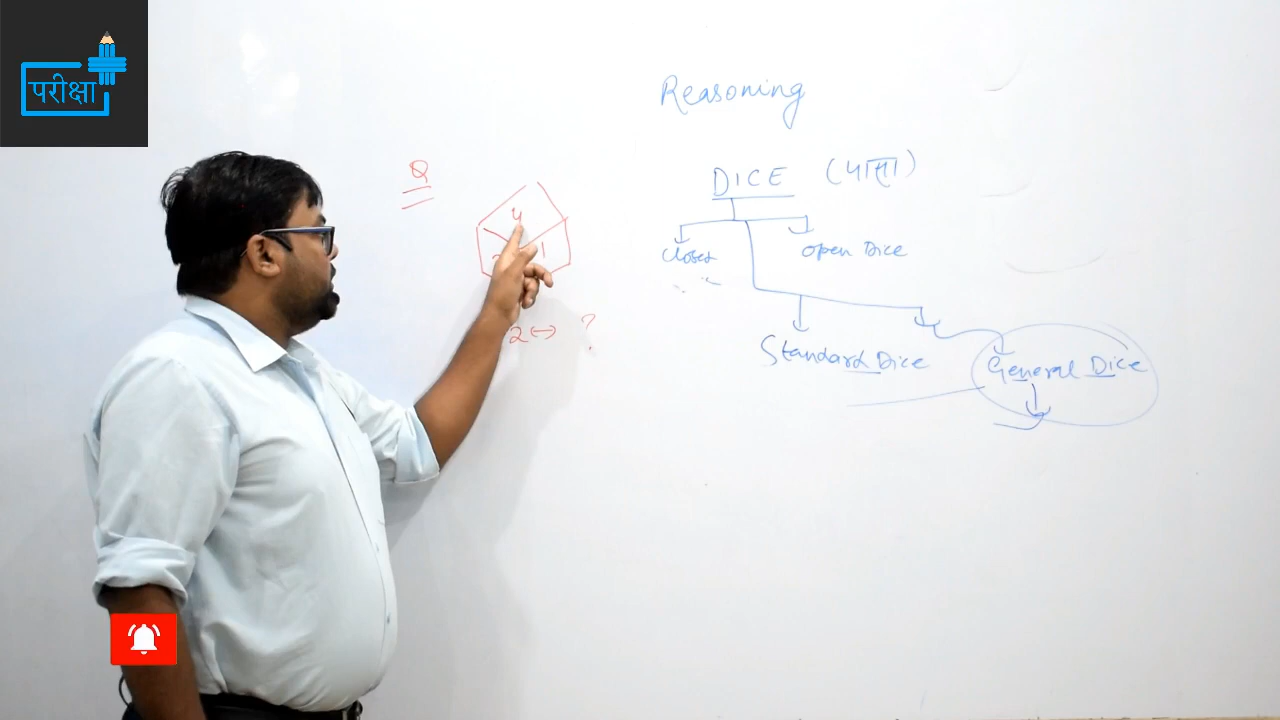 परीक्षा
Reasoning
DICE (पासा)
Closed
open Dice
Standard Dice
General Dice
Q
4
1
2 ↔ ?